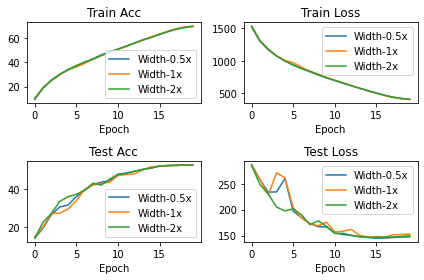 Train Acc
60
40
20
0
5
10
15
Epoch
Width-0.5x
Width-1x
Width-2x
Train Loss
1500
1000
500
0
5
10
15
Epoch
Width-0.5x
Width-1x
Width-2x
Test Acc
40
20
0
5
10
15
Epoch
Width-0.5x
Width-1x
Width-2x
Test Loss
250
200
150
0
5
10
15
Epoch
Width-0.5x
Width-1x
Width-2x